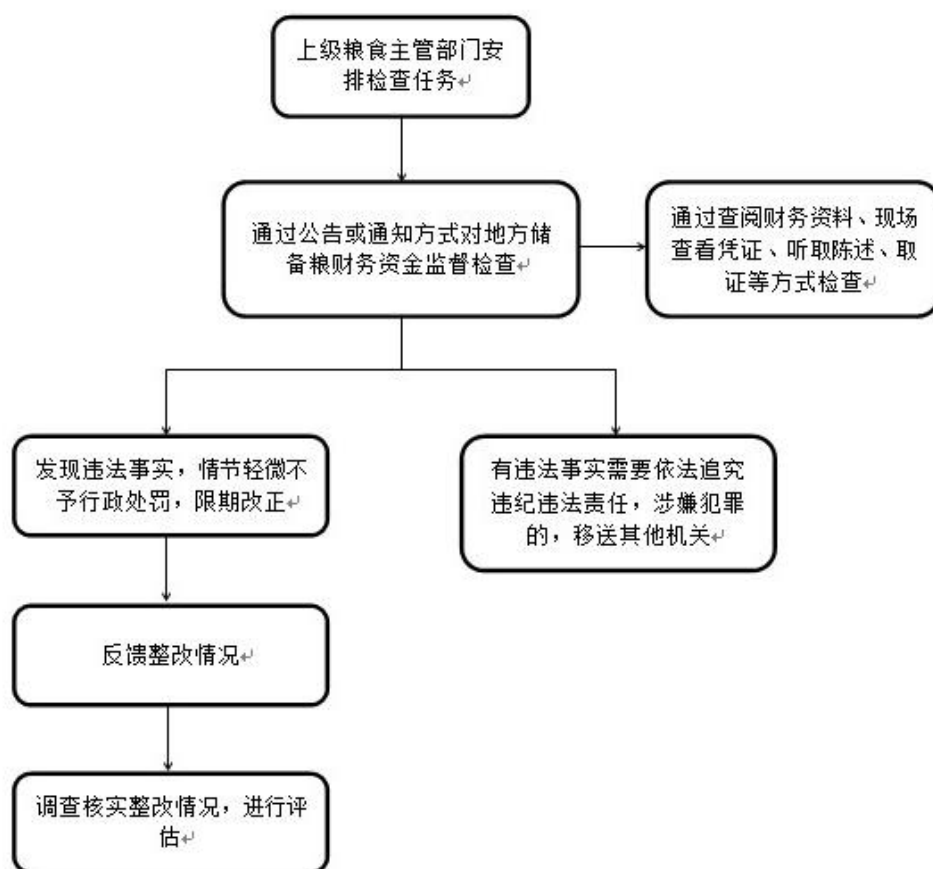 上级粮食主管部门安
排检查任务↵
通过公告或通知方式对地方储
备粮财务资金监督检查↵
通过查阅财务资料、现场
查看凭证、听取陈述、取
证等方式检查↵
发现违法事实，情节轻微不
予行政处罚，限期改正↵
有违法事实需要依法追究
违纪违法责任，涉嫌犯罪
的，移送其他机关↵
反馈整改情况↵
调查核实整改情况，进行评
估↵